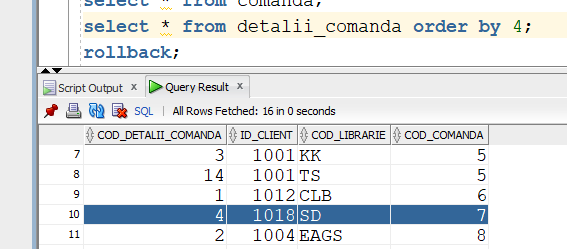 select * from comanda;
select * from detalii_comanda order by 4;
rollback;
Script Output x Query Result x
SQL | All Rows Fetched: 16 in 0 seconds
COD_DETALII_COMANDA ID_CLIENT COD_LIBRARIE COD_COMANDA
7 3 1001 KK 5
8 14 1001 TS 5
9 1 1012 CLB 6
10 4 1018 SD 7
11 2 1004 EAGS 8